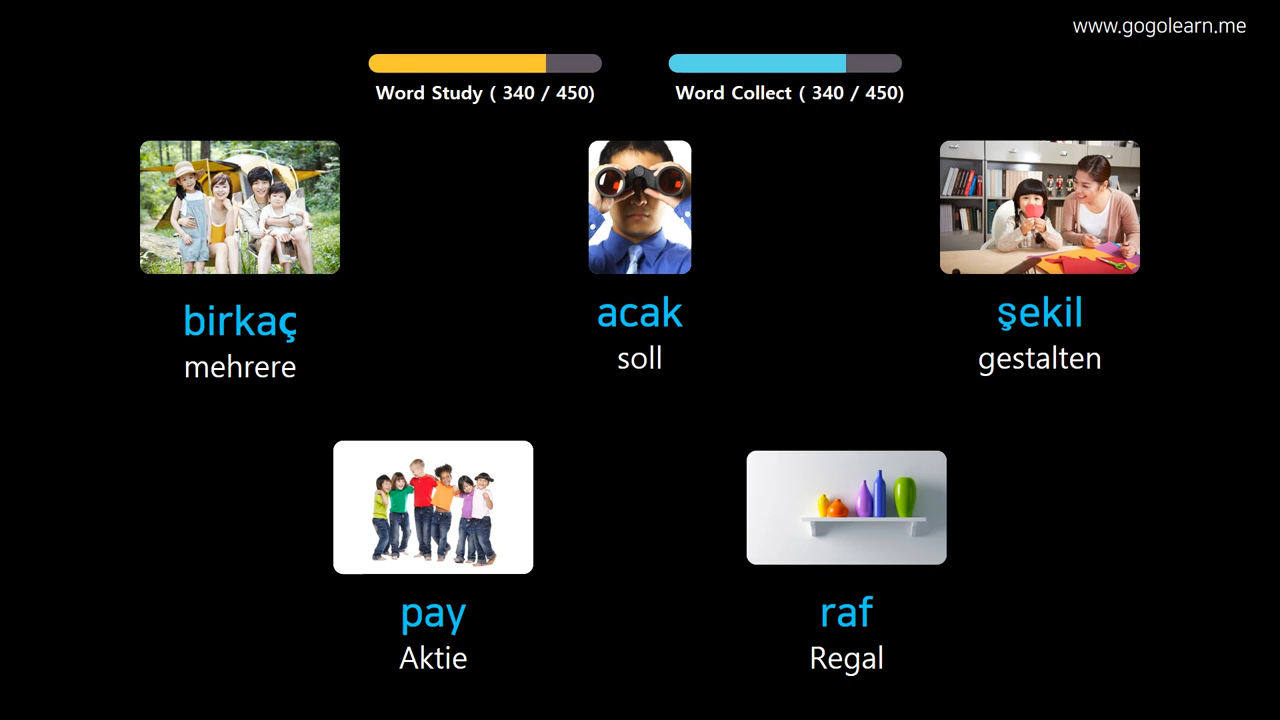 www.gogolearn.me
Word Study ( 340 / 450)
Word Collect ( 340 / 450)
birkaç
mehrere
acak
soll
şekil
gestalten
pay
Aktie
raf
Regal